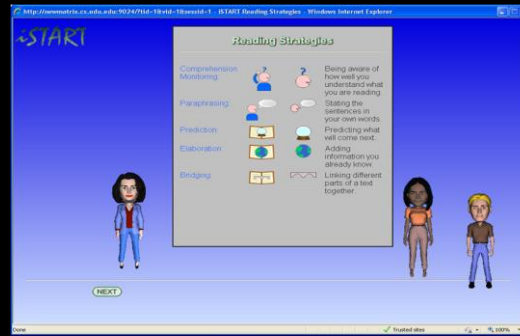 http://newmatrix.cs.odu.edu:9024/?tid=1&vid=1&sessid=1 - iSTART Reading Strategies - Windows Internet Explorer
iSTART
Reading Strategies
Comprehension Monitoring:
Being aware of
how well you
understand what
you are reading.
Paraphrasing:
Stating the
sentences in
your own words.
Prediction:
Predicting what
will come next.
Elaboration:
Adding
information you
already know.
Bridging:
Linking different
parts of a text
together.
NEXT
Done
Trusted sites
100%